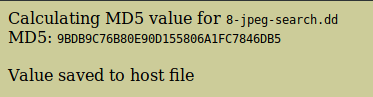 Calculating MD5 value for 8-jpeg-search.dd
MD5: 9BDB9C76B80E90D155806A1FC7846DB5
Value saved to host file